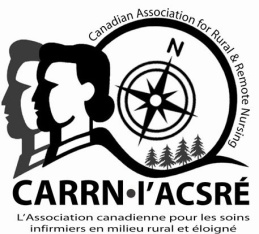 Canadian Association for Rural & Remote Nursing
N
CARRN•l'ACSRÉ
L'Association canadienne pour les soins
infirmiers en milieu rural et éloigné